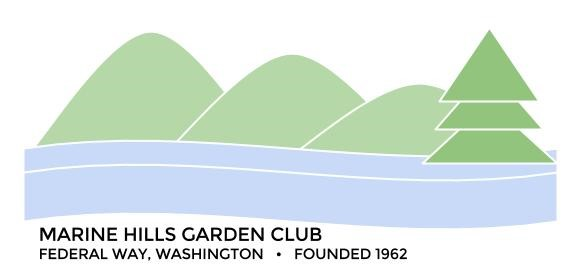 MARINE HILLS GARDEN CLUB
FEDERAL WAY, WASHINGTON • FOUNDED 1962